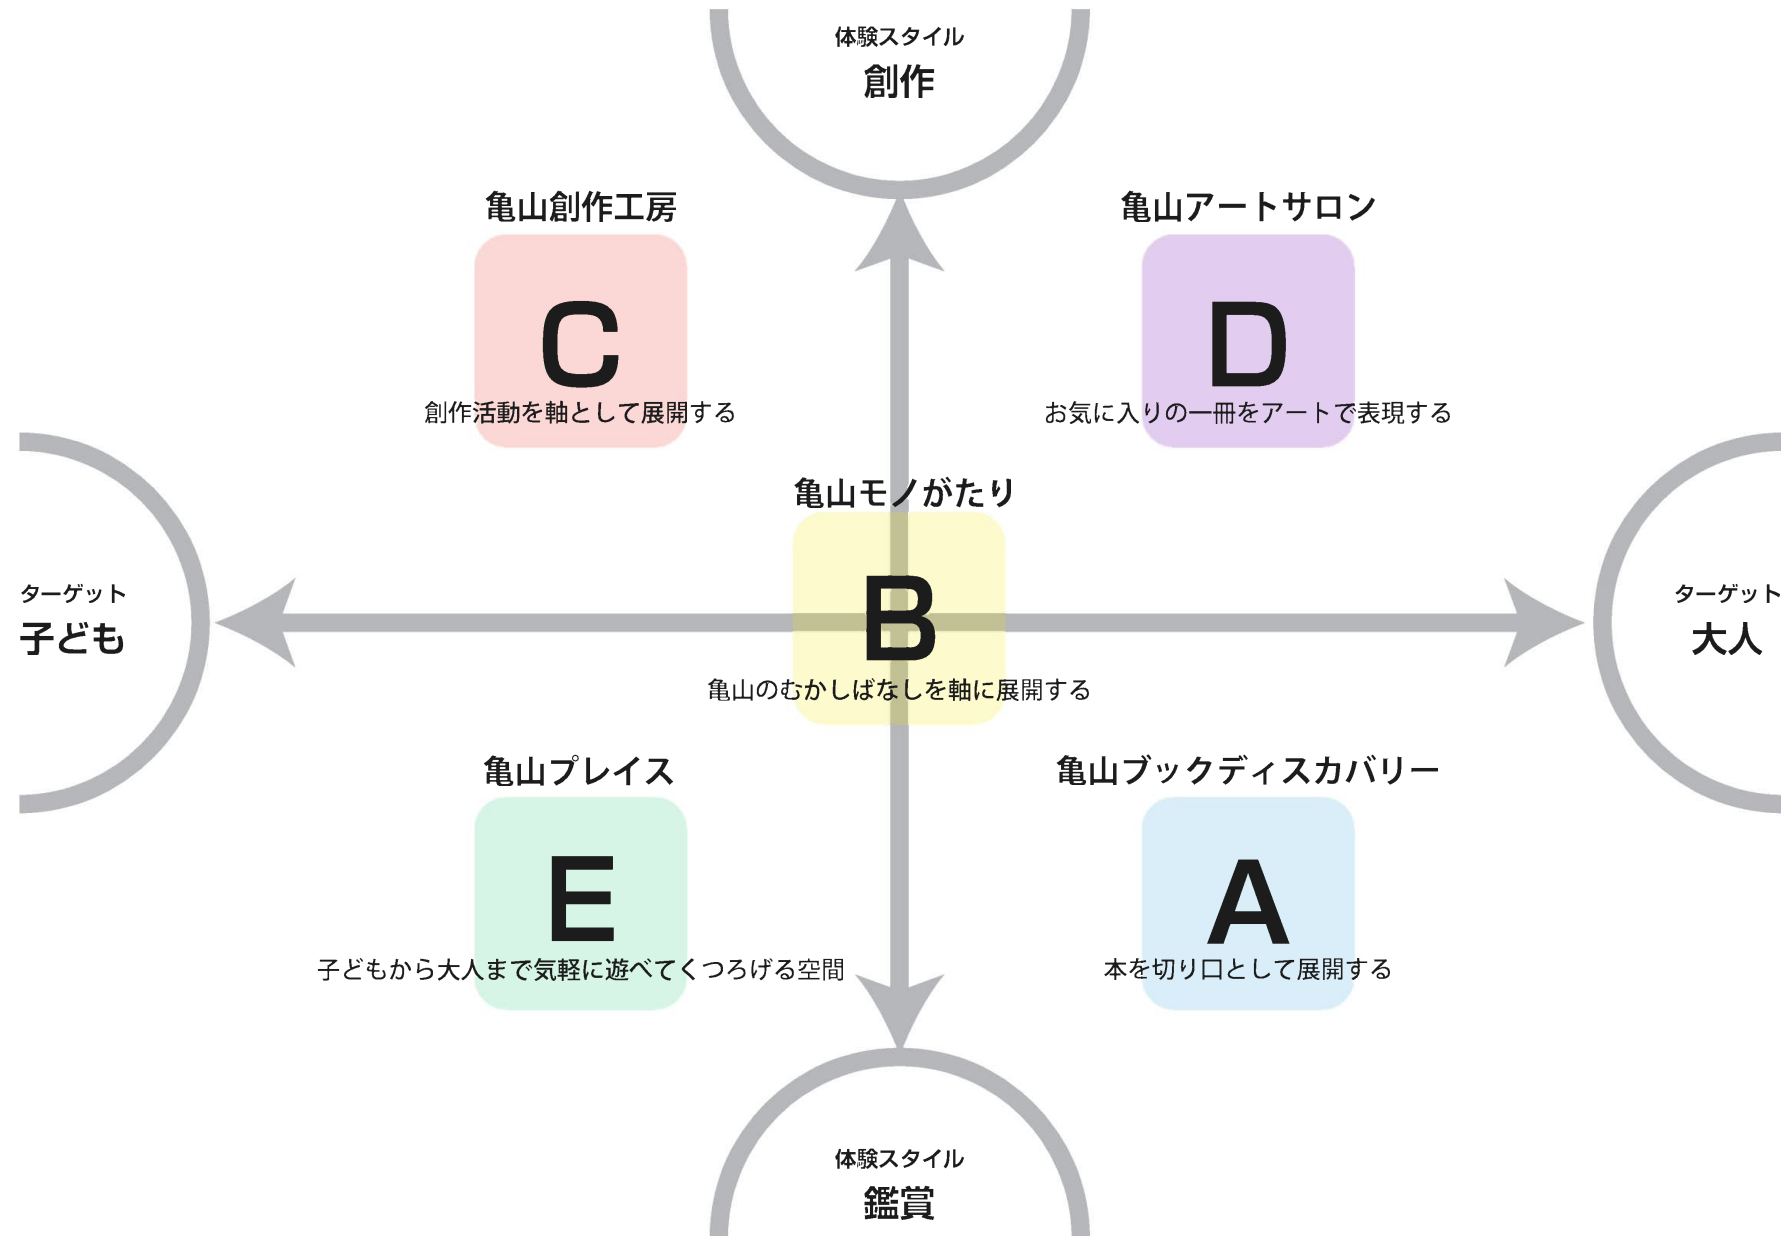 体験スタイル
創作
亀山創作工房
C
創作活動を軸として展開する
亀山アートサロン
D
お気に入りの一冊をアートで表現する
ターゲット
子ども
亀山モノがたり
B
亀山のむかしばなしを軸に展開する
ターゲット
大人
亀山プレイス
E
子どもから大人まで気軽に遊べてくつろげる空間
亀山ブックディスカバリー
A
本を切り口として展開する
体験スタイル
鑑賞